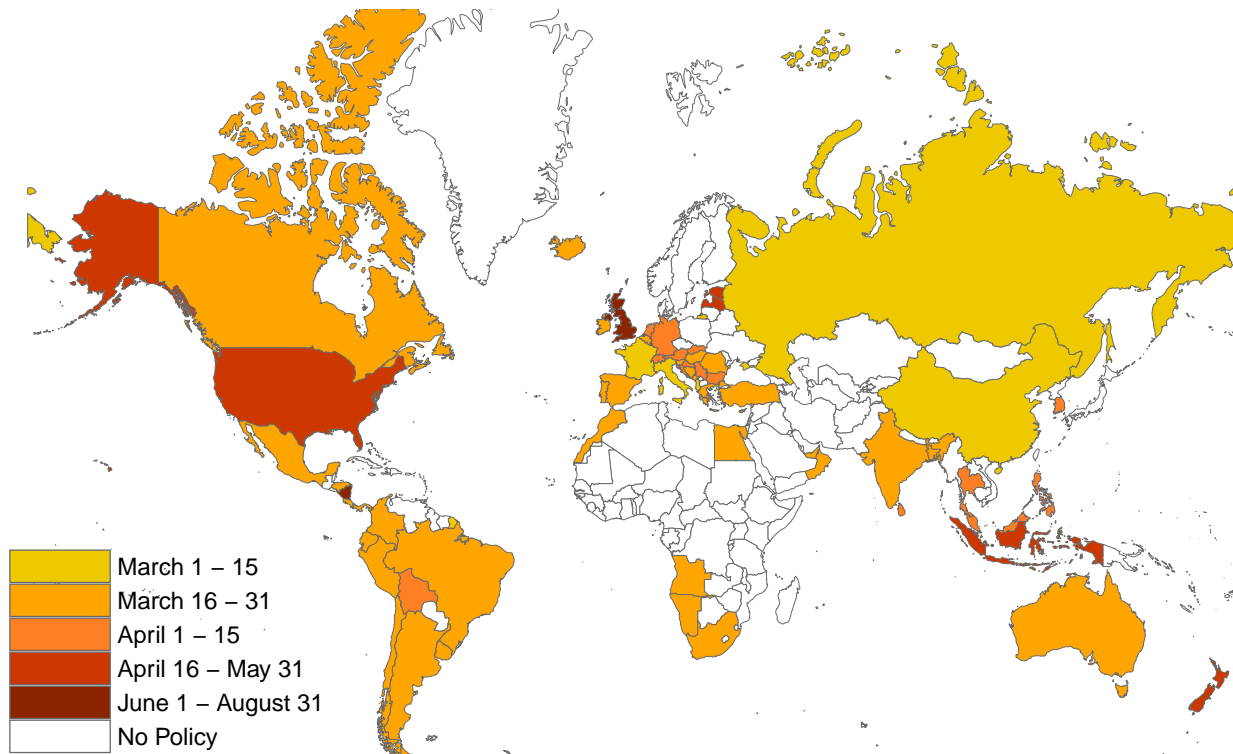 March 1 – 15
March 16 – 31
April 1 – 15
April 16 – May 31
June 1 – August 31
No Policy